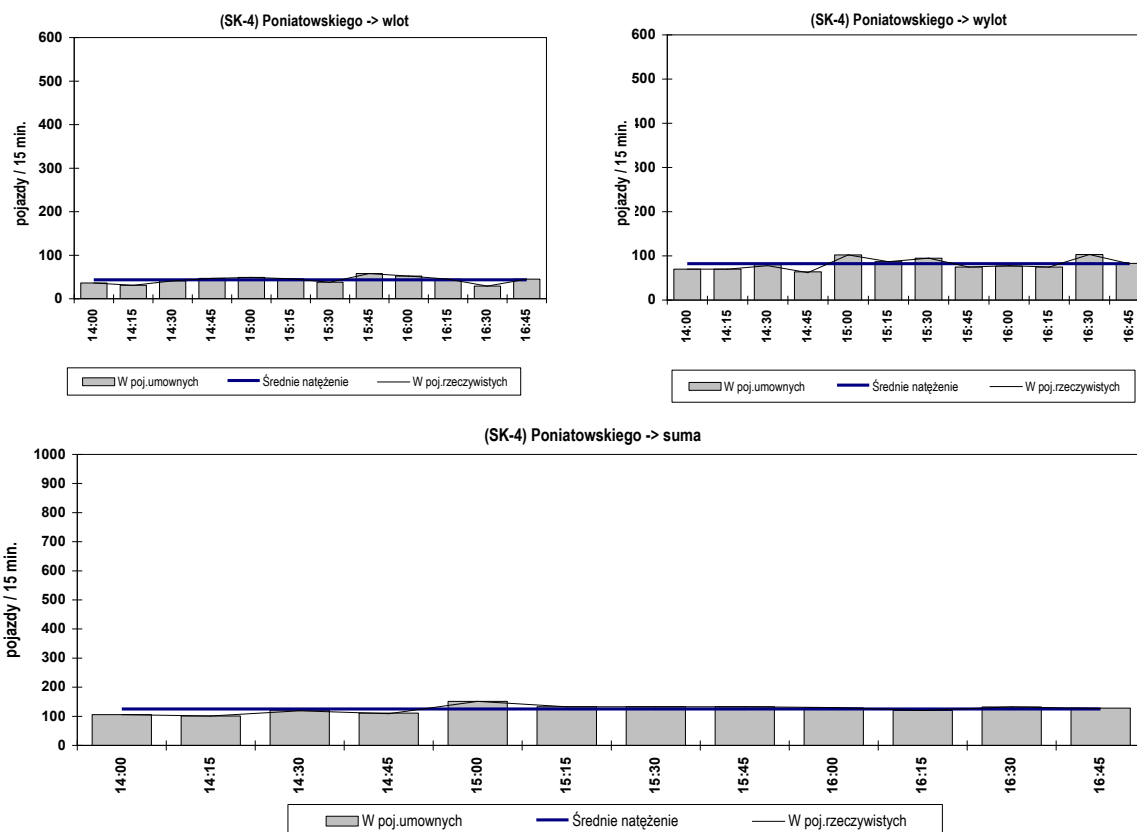 (SK-4) Poniatowskiego -> wlot
600
500
400
300
200
100
0
pojazdy / 15 min.
14:00 14:15 14:30 14:45 15:00 15:15 15:30 15:45 16:00 16:15 16:30 16:45
W poj.umownych Średnie natężenie W poj.rzeczywistych
(SK-4) Poniatowskiego -> wylot
600
500
400
300
200
100
0
pojazdy / 15 min.
14:00 14:15 14:30 14:45 15:00 15:15 15:30 15:45 16:00 16:15 16:30 16:45
W poj.umownych Średnie natężenie W poj.rzeczywistych
(SK-4) Poniatowskiego -> suma
1000
900
800
700
600
500
400
300
200
100
0
pojazdy / 15 min.
14:00 14:15 14:30 14:45 15:00 15:15 15:30 15:45 16:00 16:15 16:30 16:45
W poj.umownych Średnie natężenie W poj.rzeczywistych